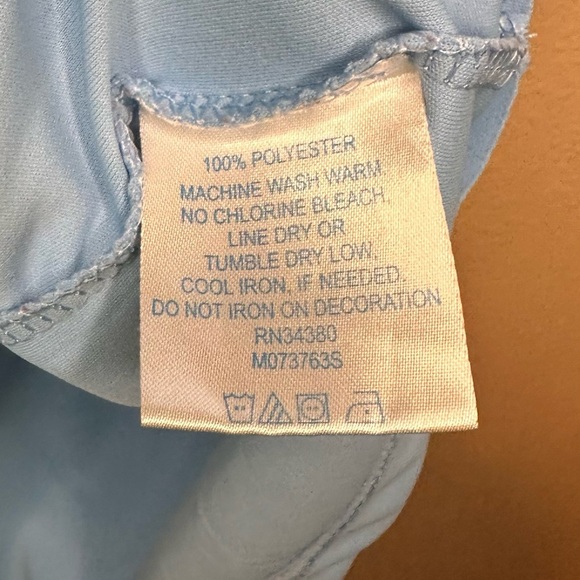 100% POLYESTER
MACHINE WASH WARM,
NO CHLORINE BLEACH,
LINE DRY OR
TUMBLE DRY LOW,
COOL IRON, IF NEEDED.
DO NOT IRON ON DECORATION
RN34380
M073763S